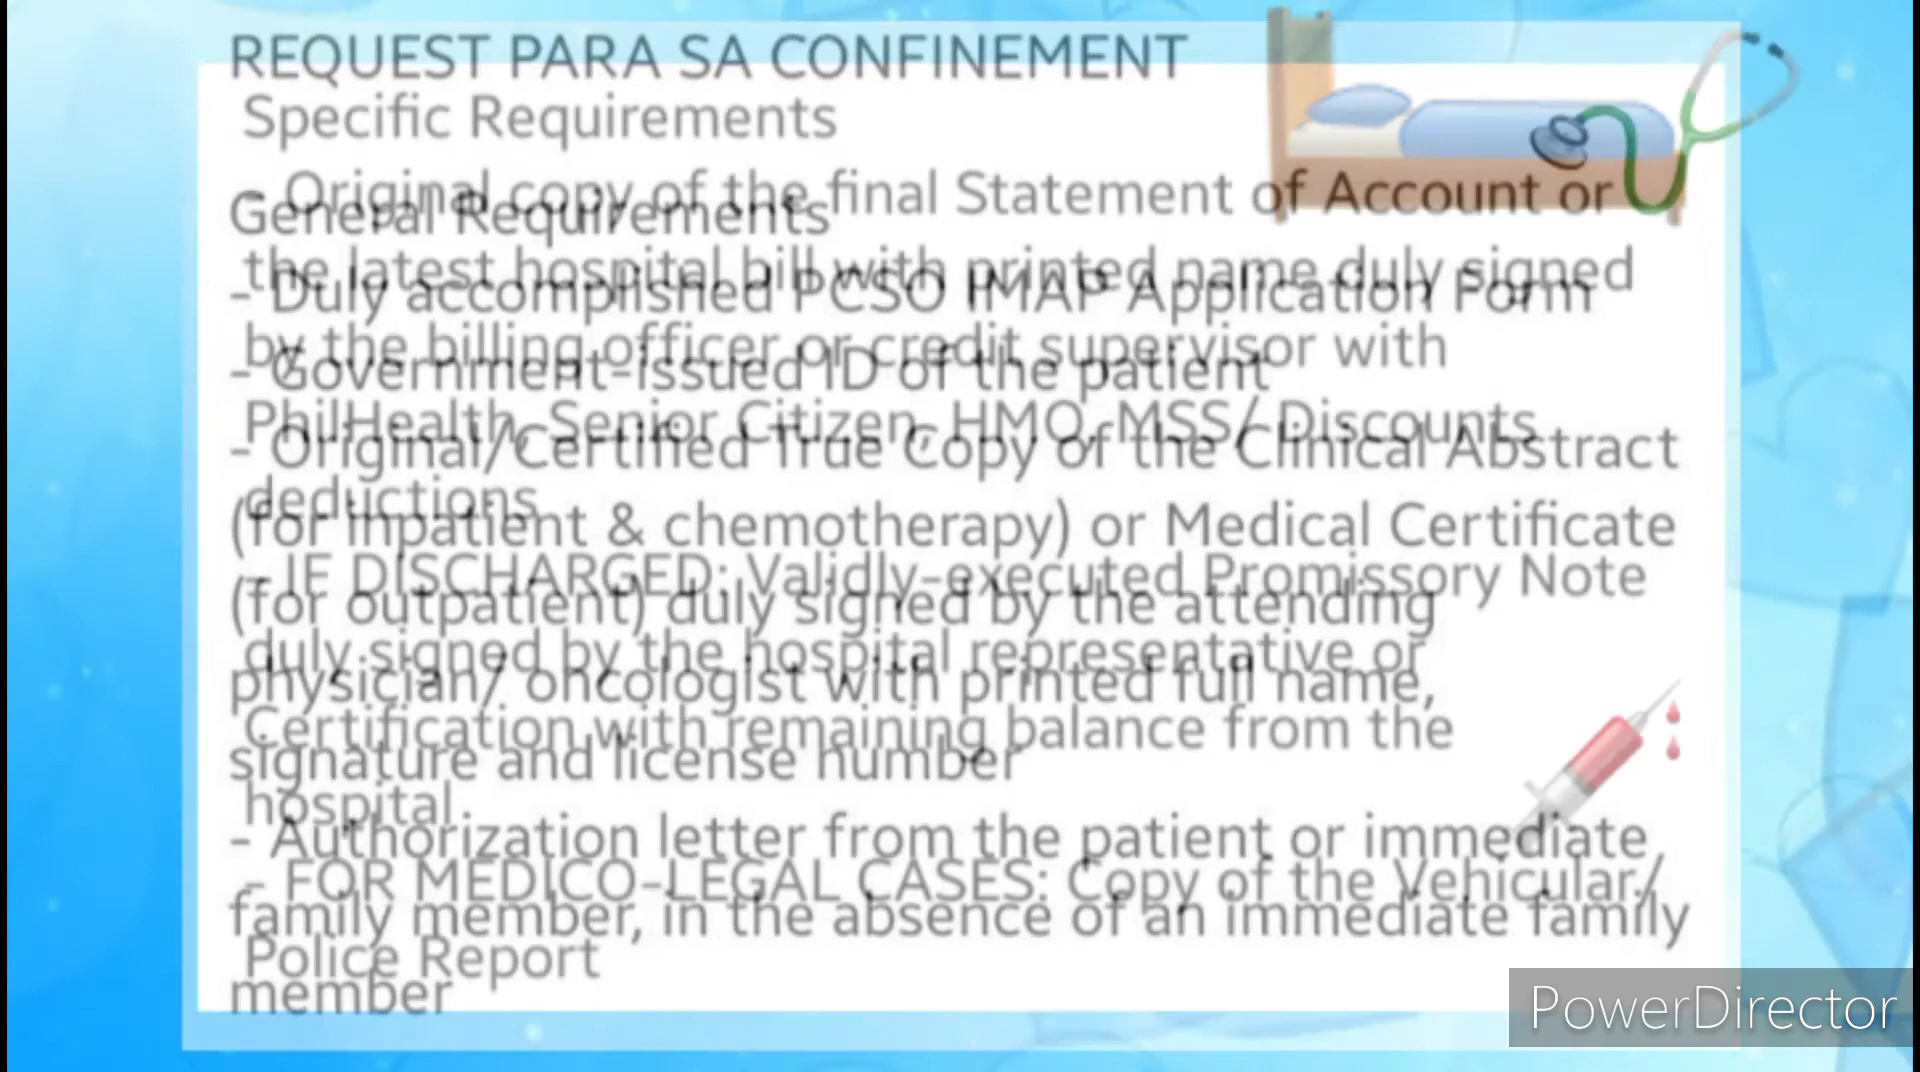 REQUEST PARA SA CONFINEMENT
General Requirements
- Duly accomplished PCSO IMAP Application Form
- Government-issued ID of the patient
- Original/Certified True Copy of the Clinical Abstract
(for inpatient & chemotherapy) or Medical Certificate
(for outpatient) duly signed by the attending
physician/ oncologist with printed full name,
signature and license number
- Authorization letter from the patient or immediate
family member, in the absence of an immediate family
member
Specific Requirements
- Original copy of the final Statement of Account or
the latest hospital bill with printed name duly signed
by the billing officer or credit supervisor with
PhilHealth, Senior Citizen, HMO, MSS/ Discounts
deductions
- IF DISCHARGED: Validly-executed Promissory Note
duly signed by the hospital representative or
Certification with remaining balance from the
hospital
- FOR MEDICO-LEGAL CASES: Copy of the Vehicular/
Police Report
PowerDirector